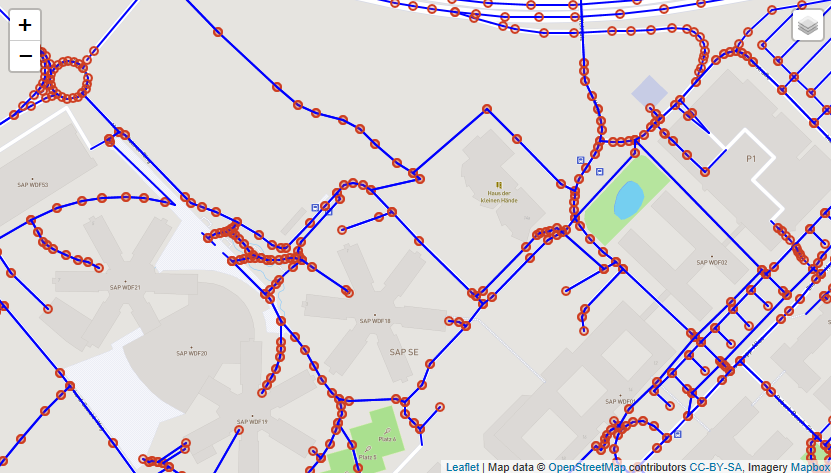 +
−
P1
SAP WDF53
Haus der
kleinen Hände
SAP WDF02
SAP WDF21
SAP WDF18
SAP SE
SAP WDF20
SAP WDF19
Platz 6
Platz 5
Leaflet | Map data © OpenStreetMap contributors CC-BY-SA, Imagery Mapbox